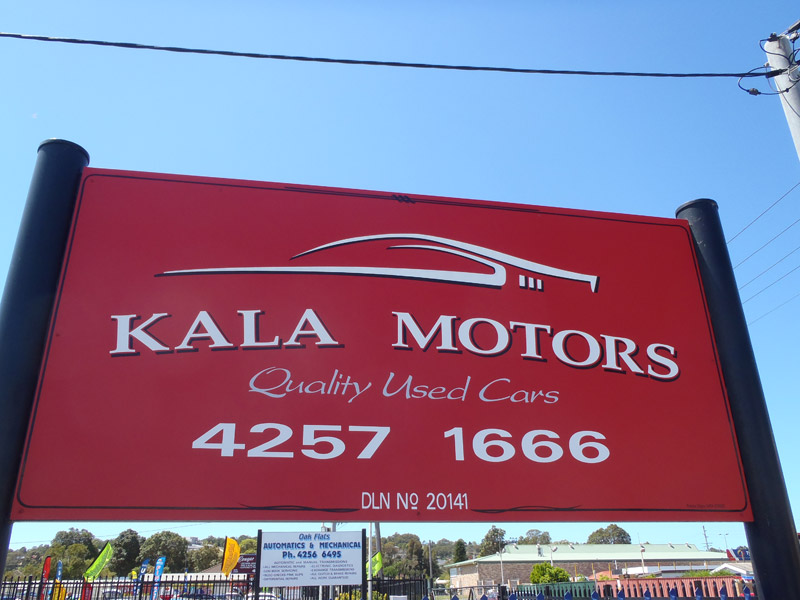 KALA MOTORS
Quality Used Cars
4257 1666
DLN Nº 20141
Oak Flats
AUTOMATICS & MECHANICAL
Ph. 4256 6495